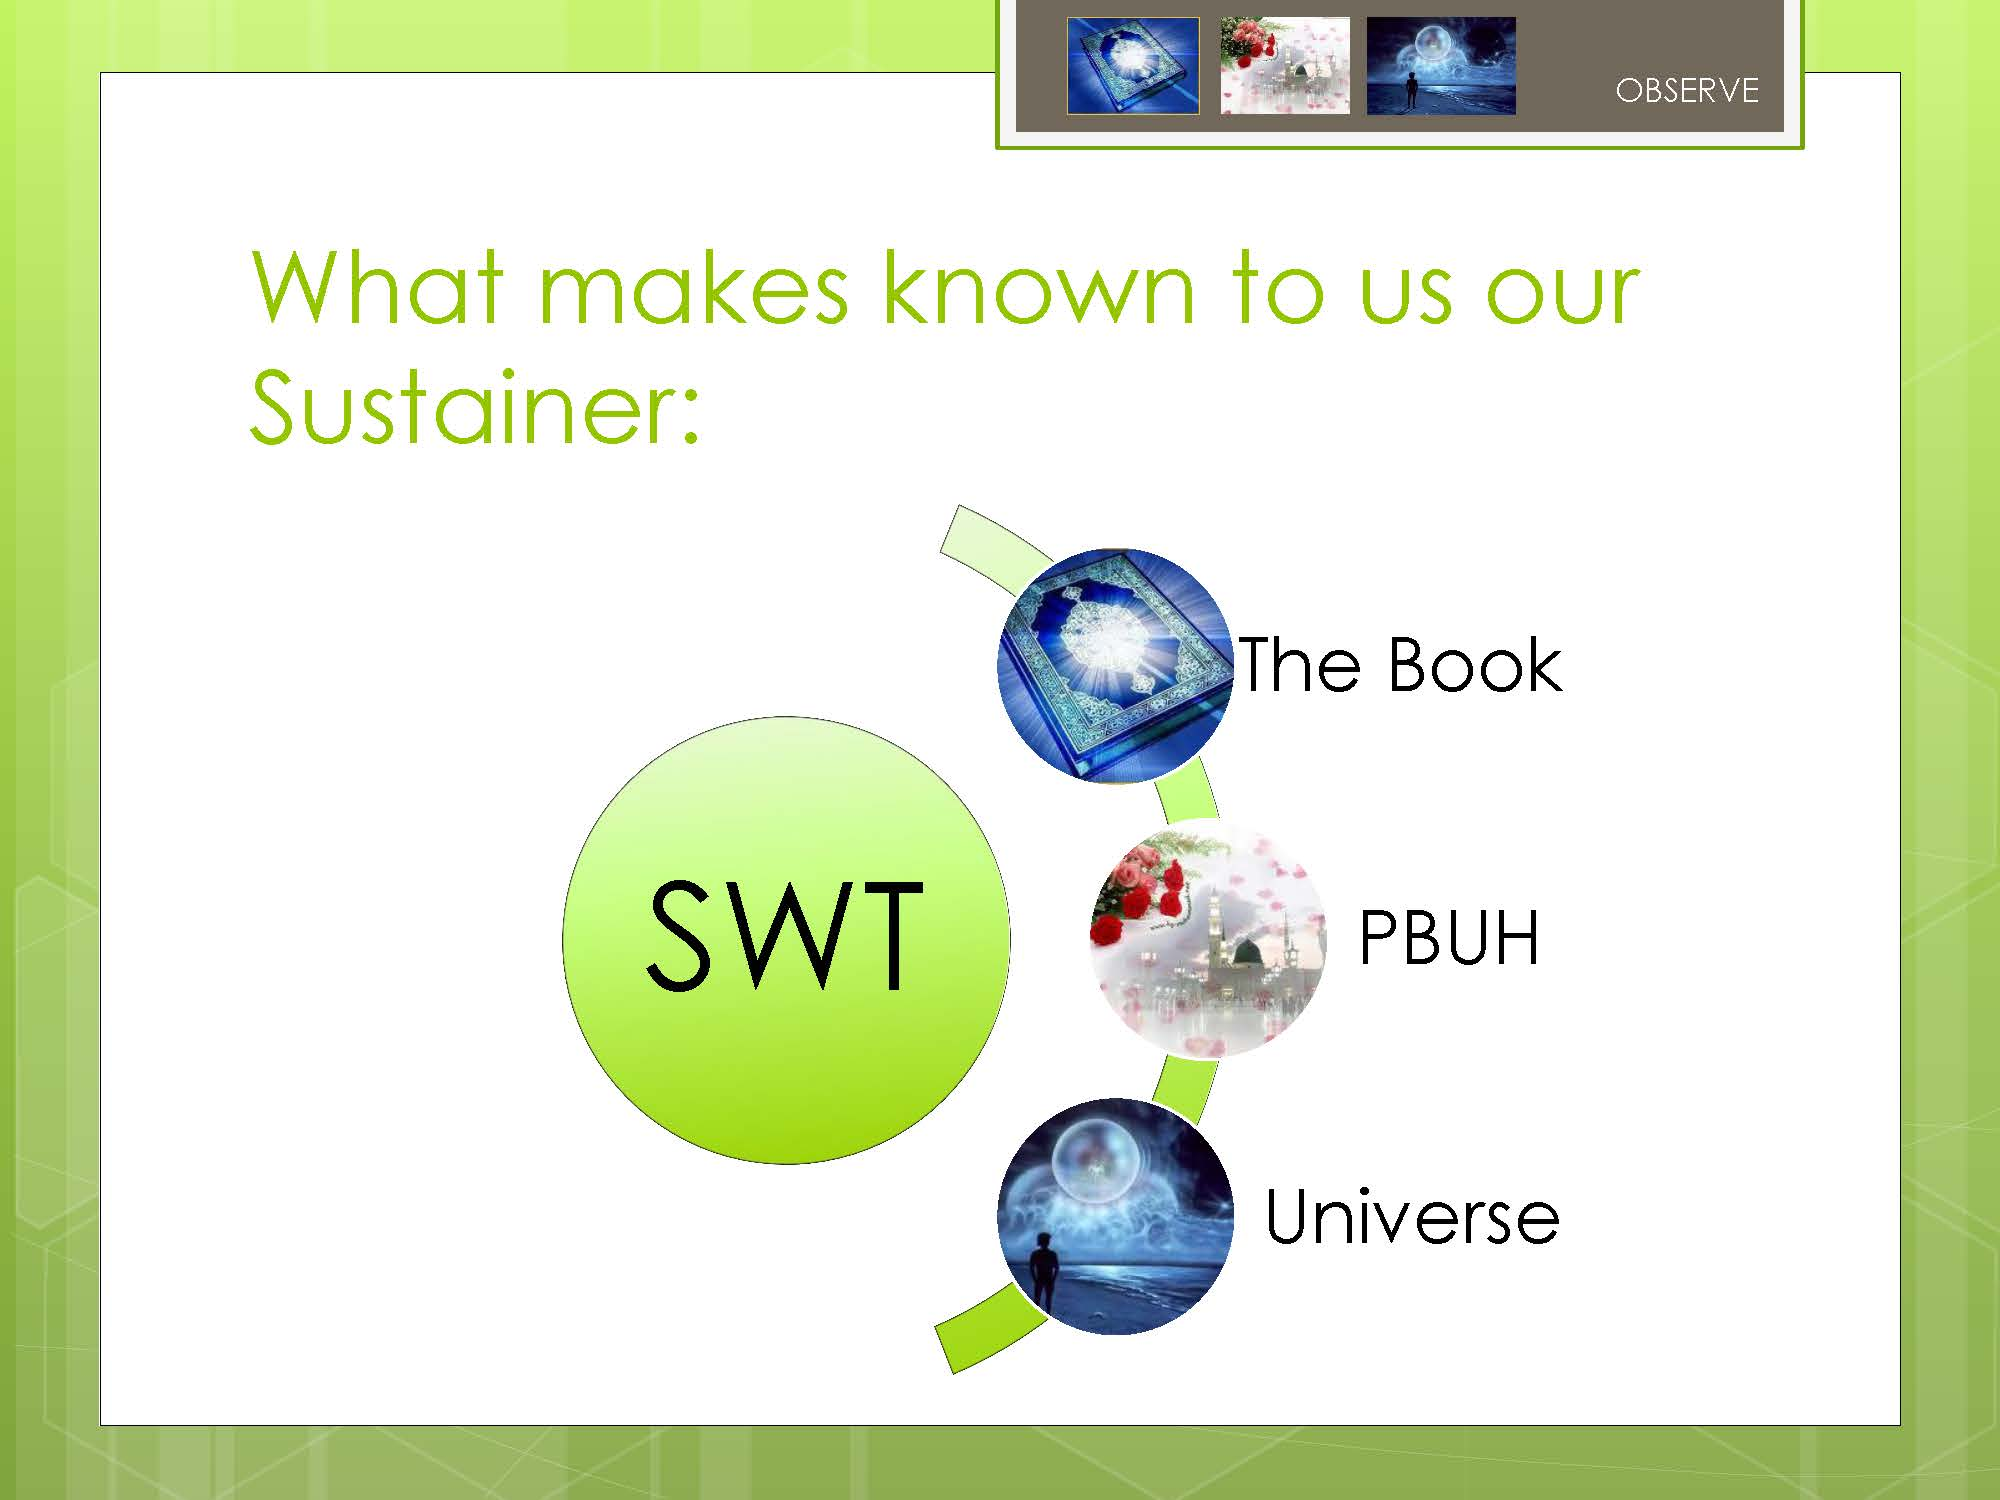 OBSERVE
What makes known to us our
Sustainer:
The Book
SWT
PBUH
Universe